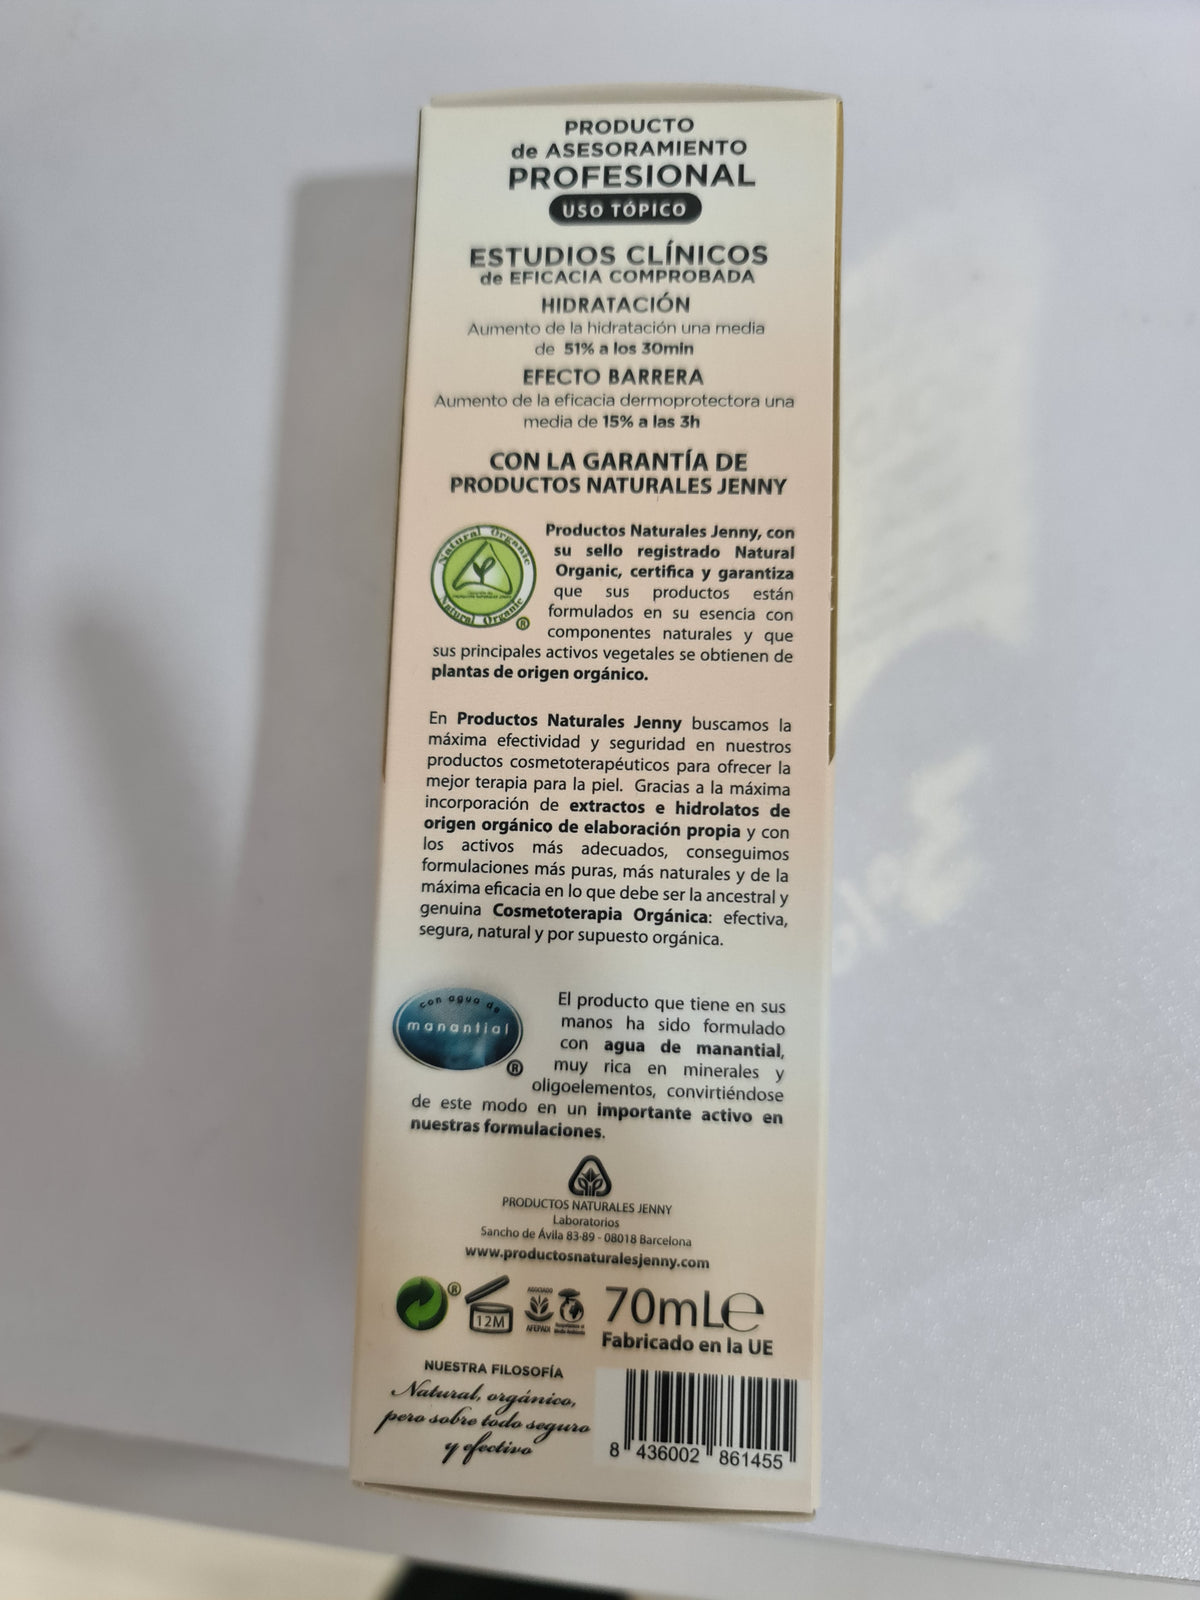 PRODUCTO
de ASESORAMIENTO
PROFESIONAL
USO TÓPICO
ESTUDIOS CLÍNICOS
de EFICACIA COMPROBADA
HIDRATACIÓN
Aumento de la hidratación una media
de 51% a los 30min
EFECTO BARRERA
Aumento de la eficacia dermoprotectora una
media de 15% a las 3h
CON LA GARANTÍA DE
PRODUCTOS NATURALES JENNY
Natural Organic
Natural Organic
®
Productos Naturales Jenny, con
su sello registrado Natural
Organic, certifica y garantiza
que sus productos están
formulados en su esencia con
componentes naturales y que
sus principales activos vegetales se obtienen de
plantas de origen orgánico.
En Productos Naturales Jenny buscamos la
máxima efectividad y seguridad en nuestros
productos cosmetoterapéuticos para ofrecer la
mejor terapia para la piel. Gracias a la máxima
incorporación de extractos e hidrolatos de
origen orgánico de elaboración propia y con
los activos más adecuados, conseguimos
formulaciones más puras, más naturales y de la
máxima eficacia en lo que debe ser la ancestral y
genuina Cosmetoterapia Orgánica: efectiva,
segura, natural y por supuesto orgánica.
con agua de
manantial
®
El producto que tiene en sus
manos ha sido formulado
con agua de manantial,
muy rica en minerales y
oligoelementos, convirtiéndose
de este modo en un importante activo en
nuestras formulaciones.
PRODUCTOS NATURALES JENNY
Laboratorios
Sancho de Ávila 83-89 - 08018 Barcelona
www.productosnaturalesjenny.com
®
12M
ASOCIADO
AFEPADI
70mL℮
Fabricado en la UE
NUESTRA FILOSOFÍA
Natural, orgánico,
pero sobre todo seguro
y efectivo
8 436002 861455